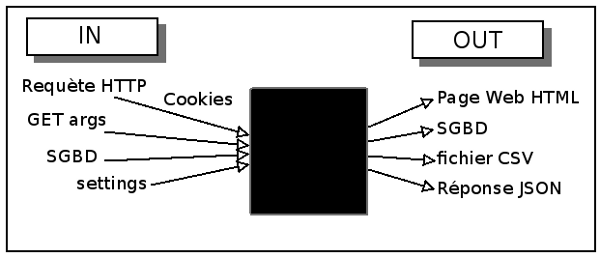 IN
OUT
Requète HTTP
Cookies
GET args
SGBD
settings
Page Web HTML
SGBD
fichier CSV
Réponse JSON